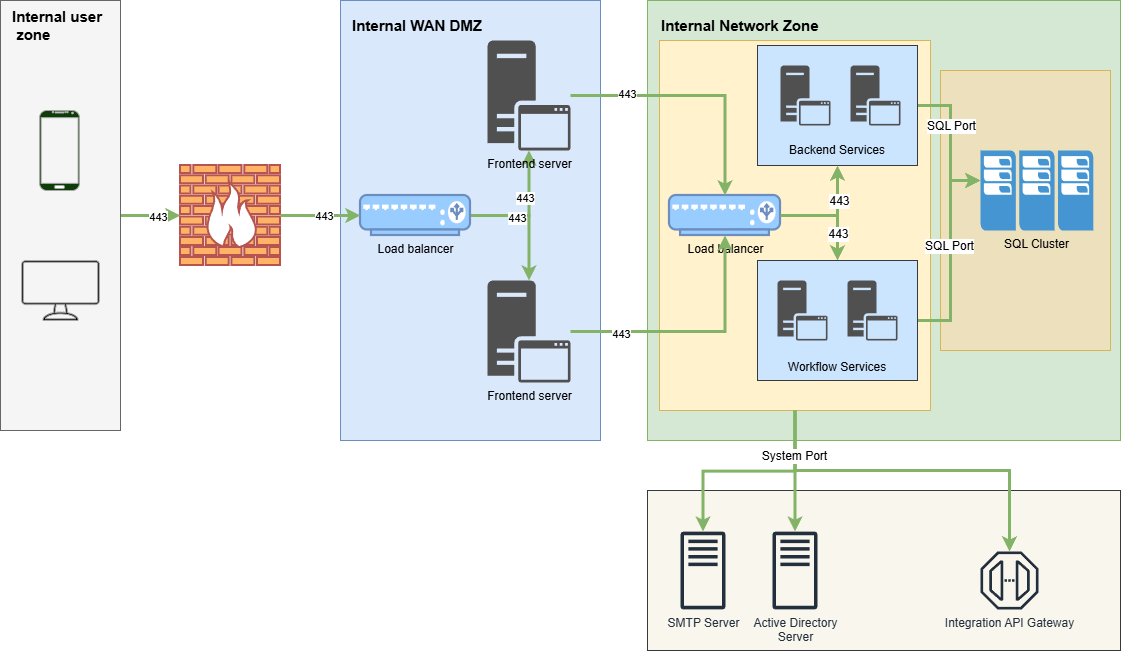 Internal user
zone
Internal WAN DMZ
Internal Network Zone
443
443
Load balancer
443
443
Frontend server
Frontend server
443
443
Load balancer
Backend Services
443
443
Workflow Services
SQL Port
SQL Port
SQL Cluster
System Port
SMTP Server
Active Directory
Server
Integration API Gateway